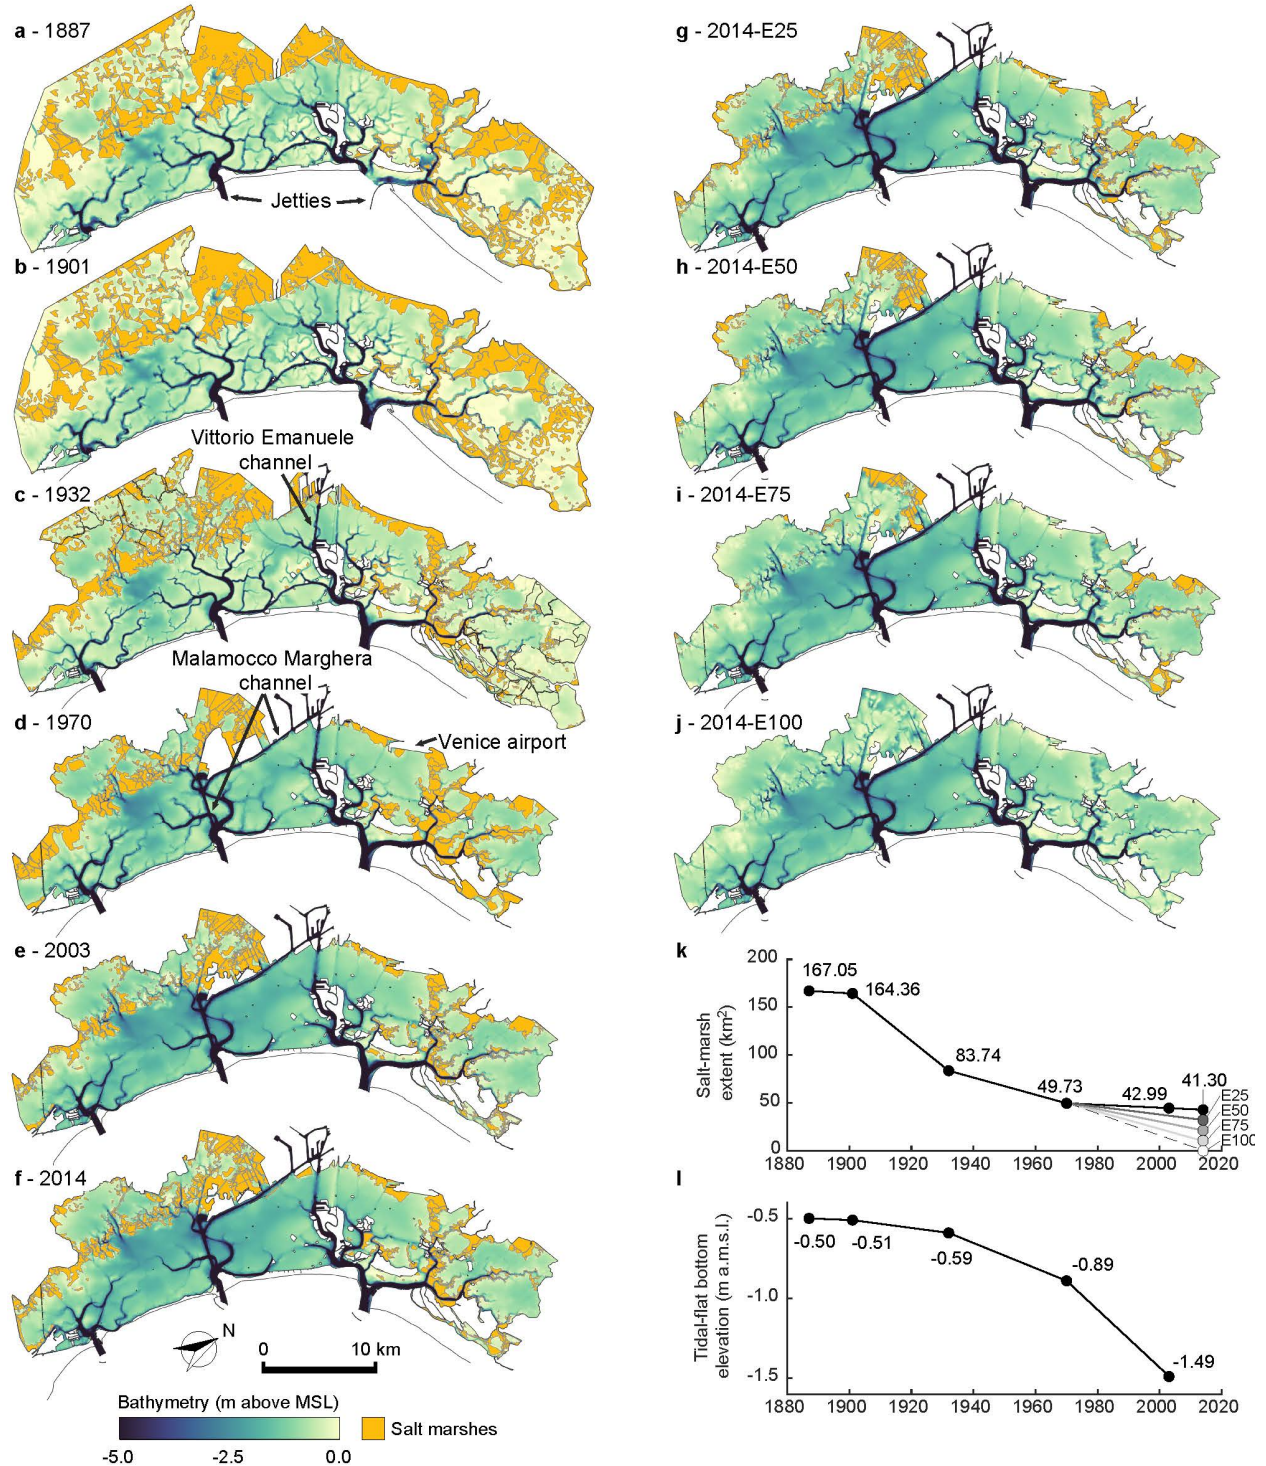 a - 1887
Jetties
b - 1901
Vittorio Emanuele
channel
c - 1932
Malamocco Marghera
channel
d - 1970
Venice airport
e - 2003
f - 2014
N
0 10 km
Bathymetry (m above MSL)
-5.0 -2.5 0.0
Salt marshes
g - 2014-E25
h - 2014-E50
i - 2014-E75
j - 2014-E100
k
Salt-marsh
extent (km²)
200
150
100
50
0
167.05
164.36
83.74
49.73
42.99
41.30
E25
E50
E75
E100
1880 1900 1920 1940 1960 1980 2000 2020
l
Tidal-flat bottom
elevation (m a.m.s.l.)
-0.5
-1.0
-1.5
-0.50
-0.51
-0.59
-0.89
-1.49
1880 1900 1920 1940 1960 1980 2000 2020